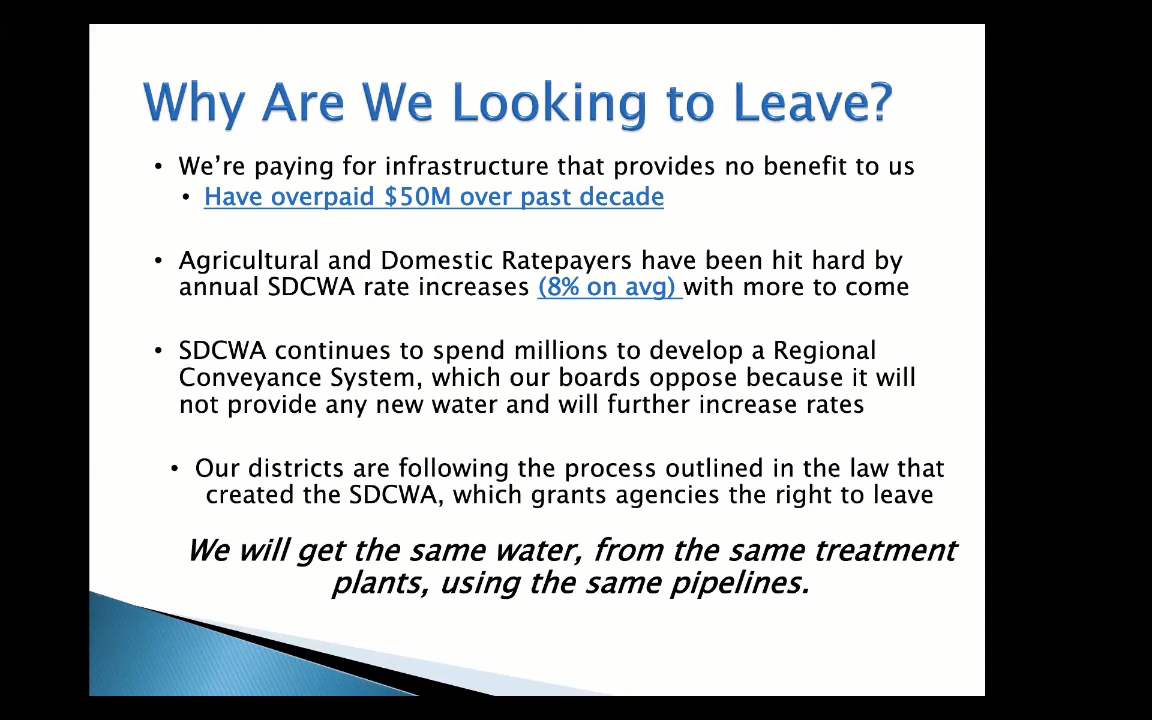 Why Are We Looking to Leave?
• We're paying for infrastructure that provides no benefit to us
• Have overpaid $50M over past decade
• Agricultural and Domestic Ratepayers have been hit hard by
annual SDCWA rate increases (8% on avg) with more to come
• SDCWA continues to spend millions to develop a Regional
Conveyance System, which our boards oppose because it will
not provide any new water and will further increase rates
• Our districts are following the process outlined in the law that
created the SDCWA, which grants agencies the right to leave
We will get the same water, from the same treatment
plants, using the same pipelines.